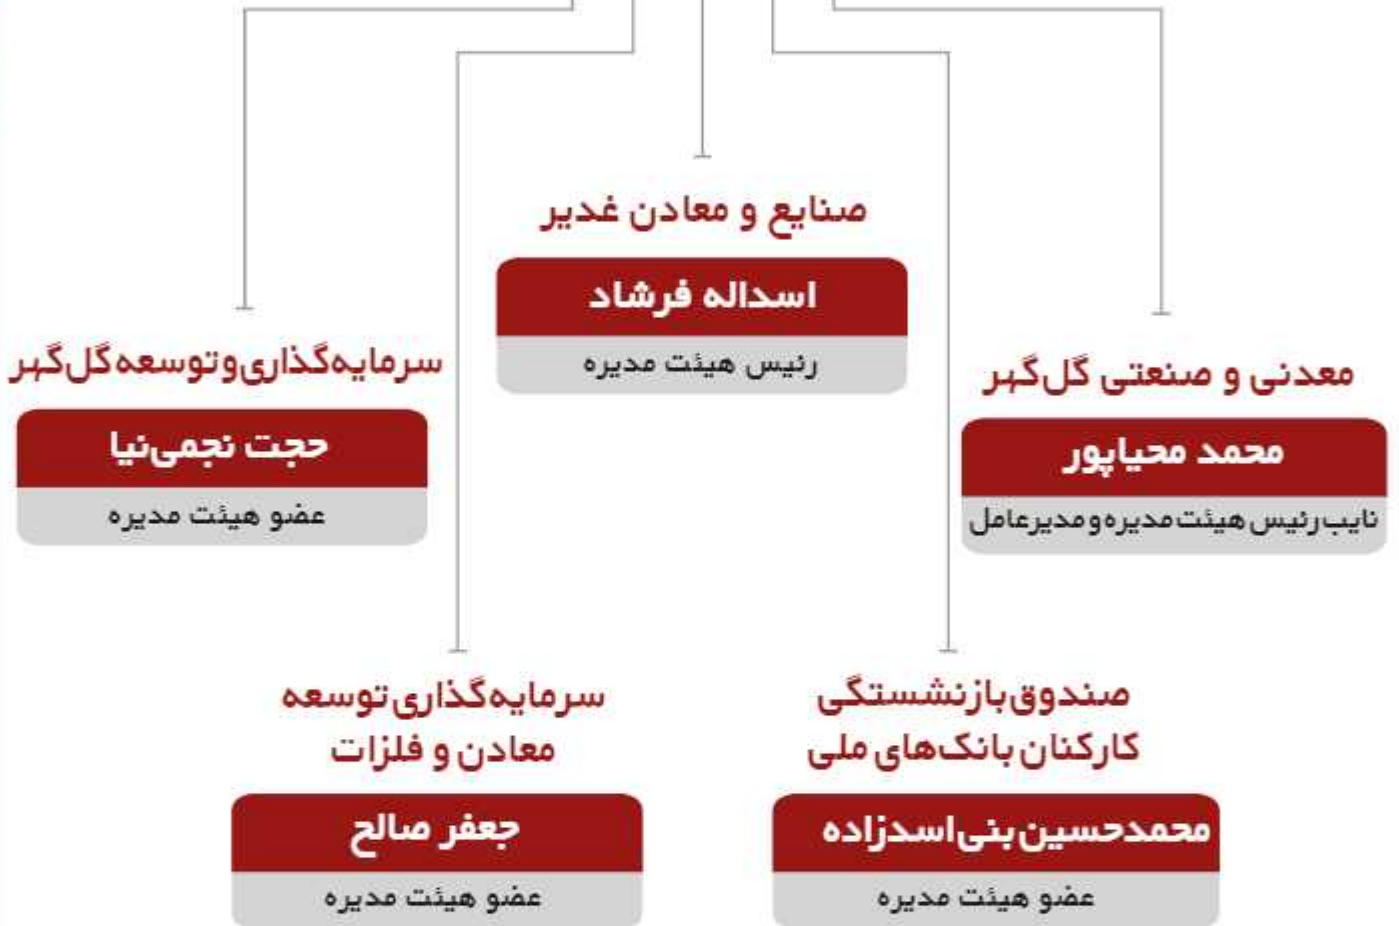 صنایع و معادن غدیر
اسداله فرشاد
رئیس هیئت مدیره
معدنی و صنعتی گل‌گهر
محمد محیاپور
نایب رئیس هیئت مدیره و مدیرعامل
سرمایه‌گذاری و توسعه گل‌گهر
حجت نجمی‌نیا
عضو هیئت مدیره
صندوق بازنشستگی
کارکنان بانک‌های ملی
محمدحسین بنی‌اسدزاده
عضو هیئت مدیره
سرمایه‌گذاری توسعه
معادن و فلزات
جعفر صالح
عضو هیئت مدیره